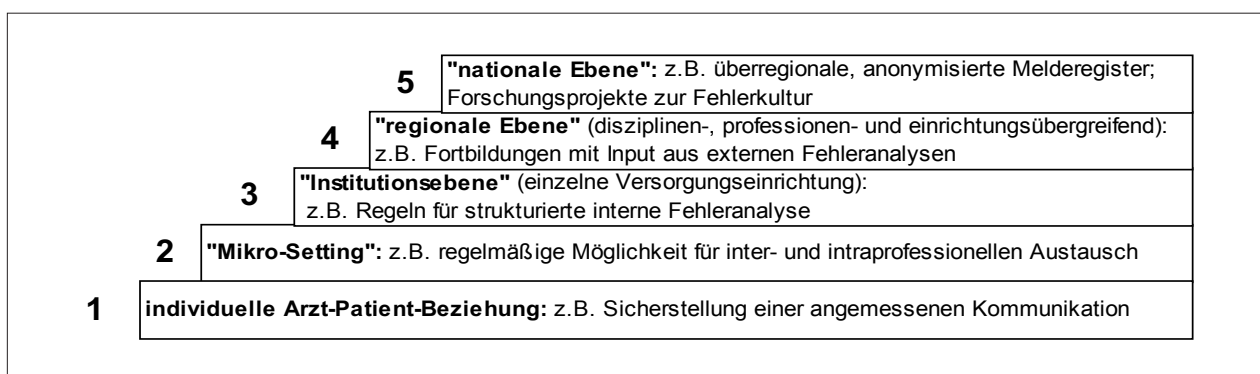 5
"nationale Ebene": z.B. überregionale, anonymisierte Melderegister;
Forschungsprojekte zur Fehlerkultur
4
"regionale Ebene" (disziplinen-, professionen- und einrichtungsübergreifend):
z.B. Fortbildungen mit Input aus externen Fehleranalysen
3
"Institutionsebene" (einzelne Versorgungseinrichtung):
z.B. Regeln für strukturierte interne Fehleranalyse
2
"Mikro-Setting": z.B. regelmäßige Möglichkeit für inter- und intraprofessionellen Austausch
1
individuelle Arzt-Patient-Beziehung: z.B. Sicherstellung einer angemessenen Kommunikation